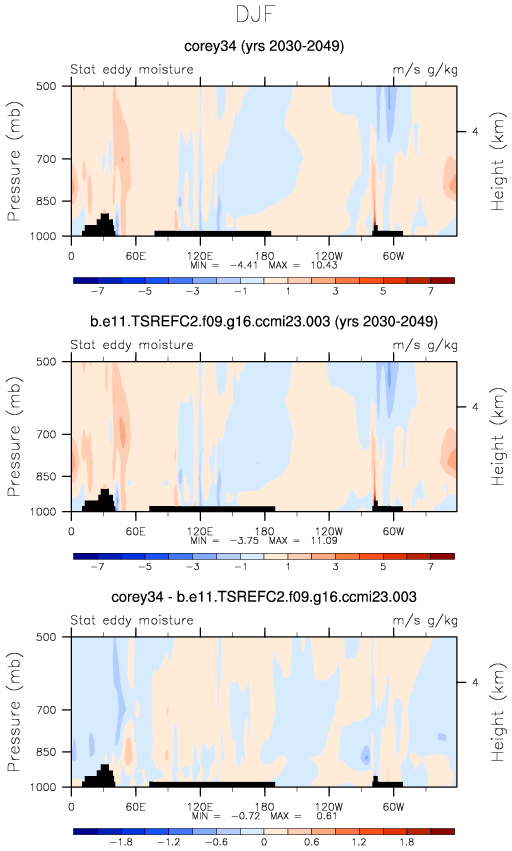 DJF
corey34 (yrs 2030-2049)
Stat eddy moisture m/s g/kg
500
700
850
1000
Pressure (mb)
4
Height (km)
0 60E 120E 180 120W 60W
MIN = -4.41 MAX = 10.43
-7 -5 -3 -1 1 3 5 7
b.e11.TSREFC2.f09.g16.ccmi23.003 (yrs 2030-2049)
Stat eddy moisture m/s g/kg
500
700
850
1000
Pressure (mb)
4
Height (km)
0 60E 120E 180 120W 60W
MIN = -3.75 MAX = 11.09
-7 -5 -3 -1 1 3 5 7
corey34 - b.e11.TSREFC2.f09.g16.ccmi23.003
Stat eddy moisture m/s g/kg
500
700
850
1000
Pressure (mb)
4
Height (km)
0 60E 120E 180 120W 60W
MIN = -0.72 MAX = 0.61
-1.8 -1.2 -0.6 0 0.6 1.2 1.8